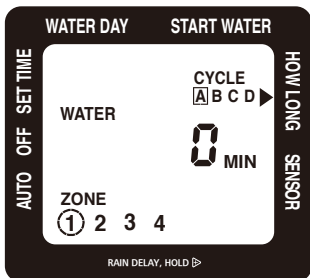 WATER DAY START WATER
SET TIME
OFF
AUTO
HOW LONG
SENSOR
CYCLE
A B C D
WATER
0 MIN
ZONE
1 2 3 4
RAIN DELAY, HOLD